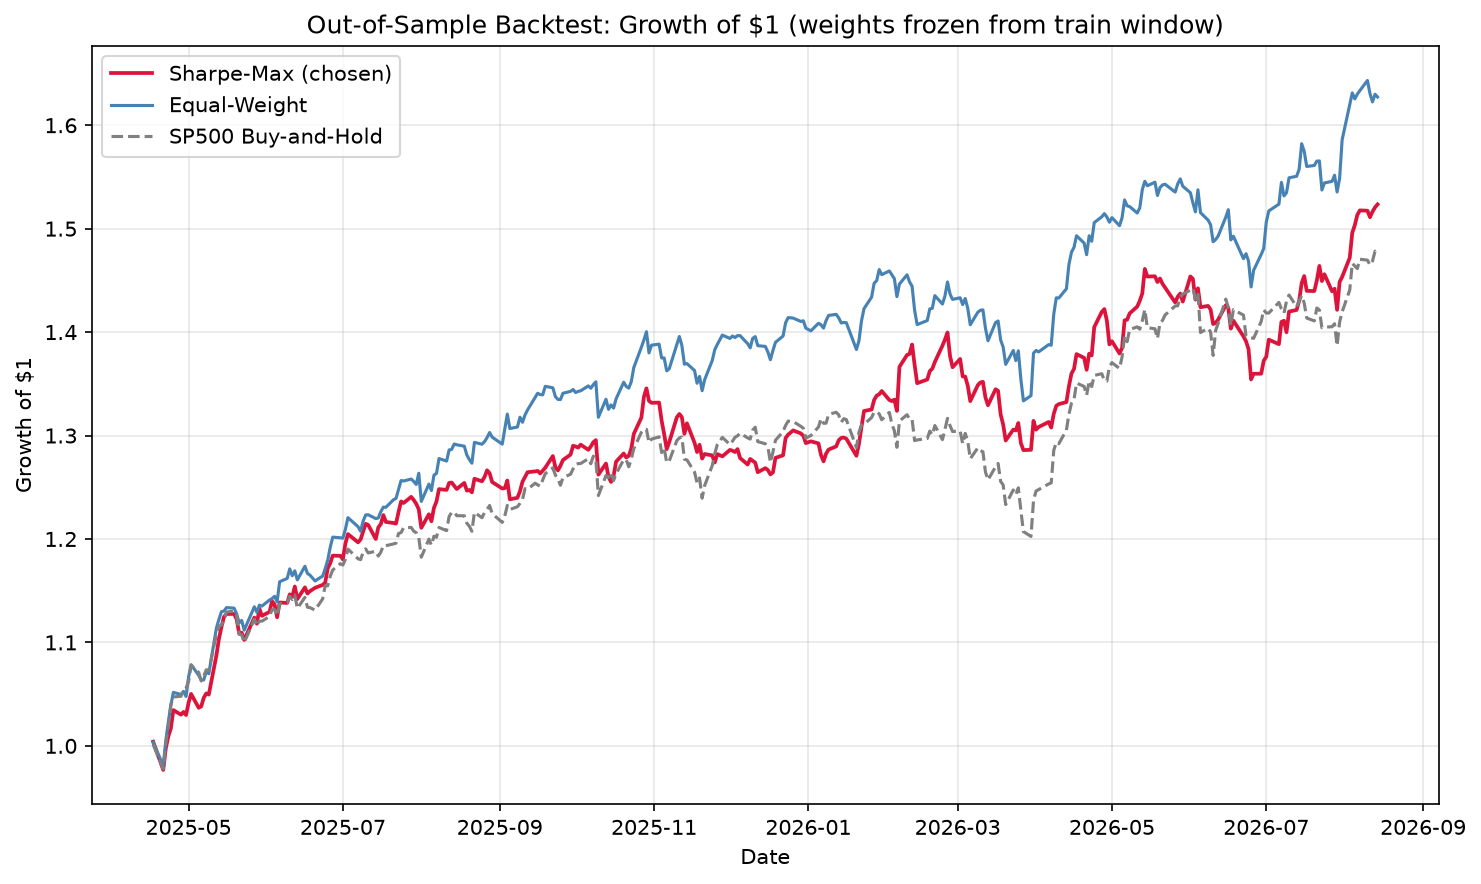 Out-of-Sample Backtest: Growth of $1 (weights frozen from train window)
Sharpe-Max (chosen)
Equal-Weight
SP500 Buy-and-Hold
Growth of $1
1.6
1.5
1.4
1.3
1.2
1.1
1.0
2025-05
2025-07
2025-09
2025-11
2026-01
2026-03
2026-05
2026-07
2026-09
Date